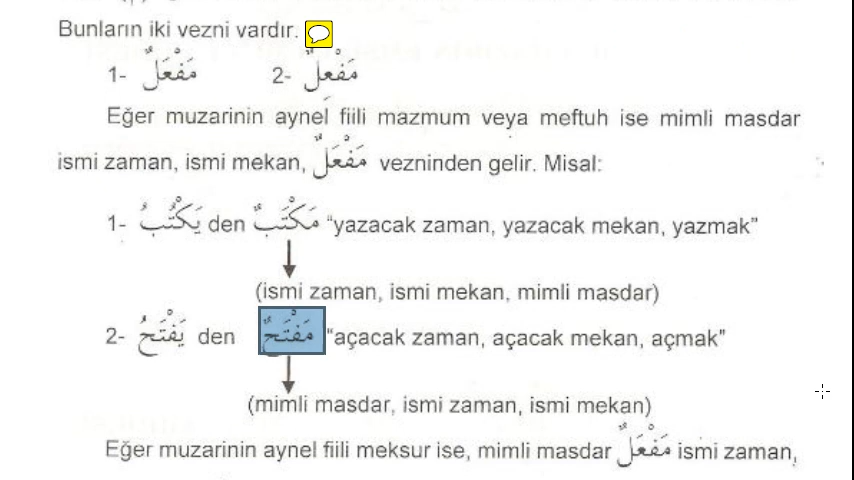 Bunların iki vezni vardır.
1- مَفْعَلٌ 2- مَفْعِلٌ
Eğer muzarinin aynel fiili mazmum veya meftuh ise mimli masdar
ismi zaman, ismi mekan, مَفْعَلٌ vezninden gelir. Misal:
1- يَكْتُبُ den مَكْتَبٌ “yazacak zaman, yazacak mekan, yazmak”
(ismi zaman, ismi mekan, mimli masdar)
2- يَفْتَحُ den مَفْتَحٌ “açacak zaman, açacak mekan, açmak”
(mimli masdar, ismi zaman, ismi mekan)
Eğer muzarinin aynel fiili meksur ise, mimli masdar مَفْعَلٌ ismi zaman,